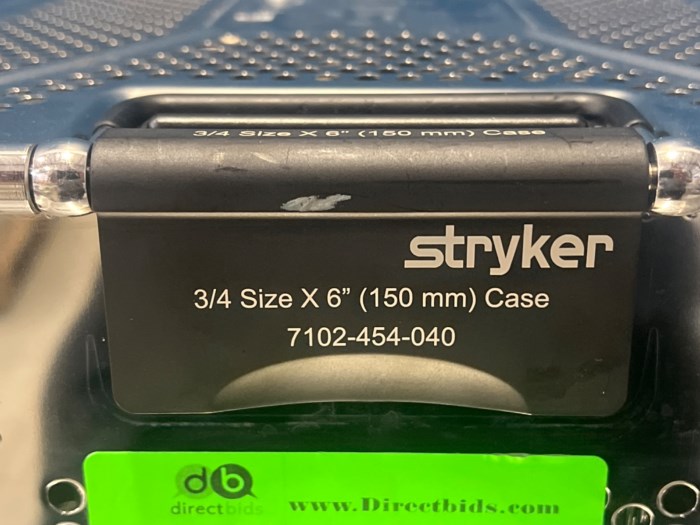 3/4 Size X 6" (150 mm) Case
stryker
3/4 Size X 6” (150 mm) Case
7102-454-040
db
directbids
www.Directbids.com